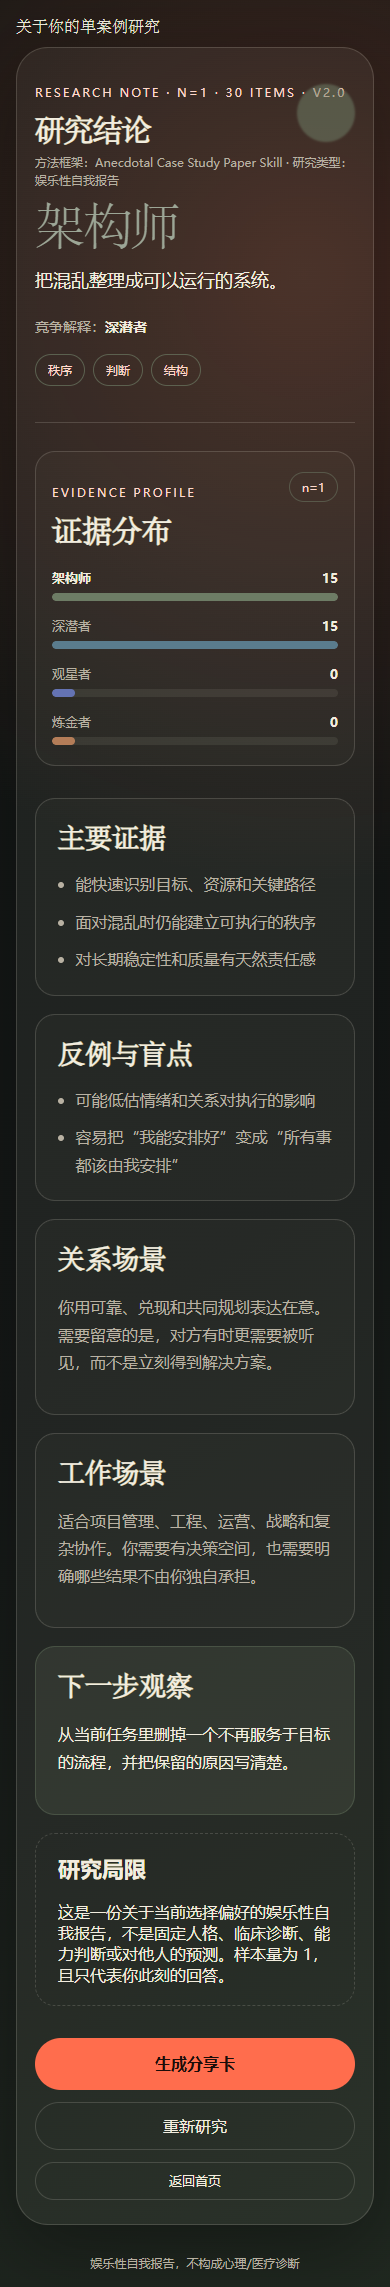 关于你的单案例研究
RESEARCH NOTE · N=1 · 30 ITEMS · V2.0
研究结论
方法框架：Anecdotal Case Study Paper Skill · 研究类型：
娱乐性自我报告
架构师
把混乱整理成可以运行的系统。
竞争解释：深潜者
秩序 判断 结构
n=1
EVIDENCE PROFILE
证据分布
架构师 15
深潜者 15
观星者 0
炼金者 0
主要证据
• 能快速识别目标、资源和关键路径
• 面对混乱时仍能建立可执行的秩序
• 对长期稳定性和质量有天然责任感
反例与盲点
• 可能低估情绪和关系对执行的影响
• 容易把“我能安排好”变成“所有事
都该由我安排”
关系场景
你用可靠、兑现和共同规划表达在意。
需要留意的是，对方有时更需要被听
见，而不是立刻得到解决方案。
工作场景
适合项目管理、工程、运营、战略和复
杂协作。你需要有决策空间，也需要明
确哪些结果不由你独自承担。
下一步观察
从当前任务里删掉一个不再服务于目标
的流程，并把保留的原因写清楚。
研究局限
这是一份关于当前选择偏好的娱乐性自
我报告，不是固定人格、临床诊断、能
力判断或对他人的预测。样本量为 1，
且只代表你此刻的回答。
生成分享卡
重新研究
返回首页
娱乐性自我报告，不构成心理/医疗诊断